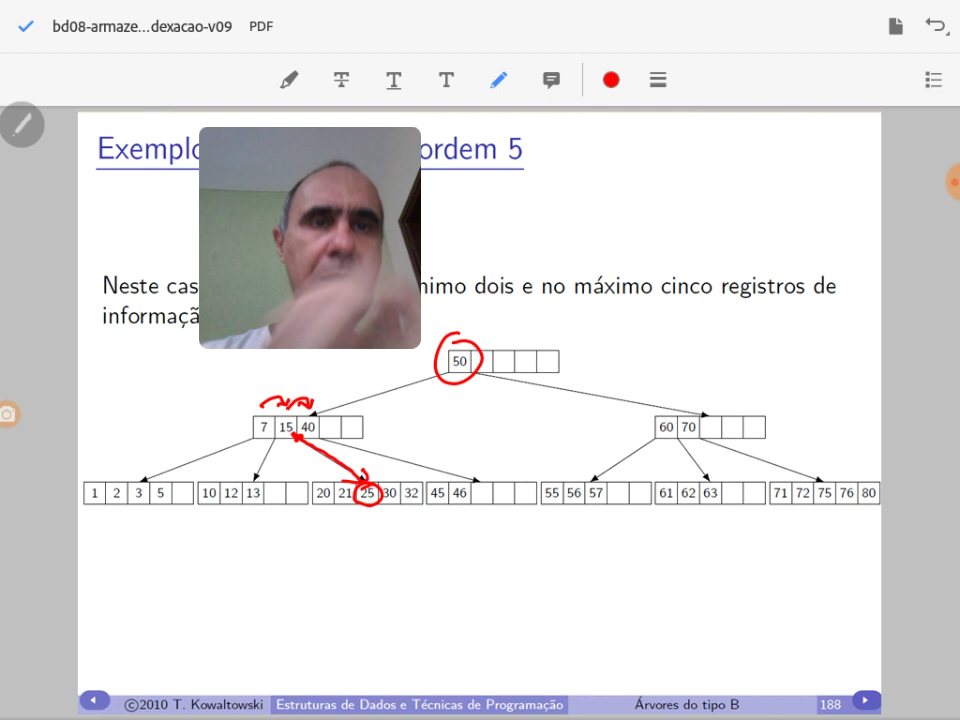 bd08-armaze...dexacao-v09 PDF
T T T
Exemplo ordem 5
Neste cas nimo dois e no máximo cinco registros de
informaçã
50
7 15 40
60 70
1 2 3 5 10 12 13 20 21 25 30 32 45 46 55 56 57 61 62 63 71 72 75 76 80
©2010 T. Kowaltowski Estruturas de Dados e Técnicas de Programação Árvores do tipo B 188